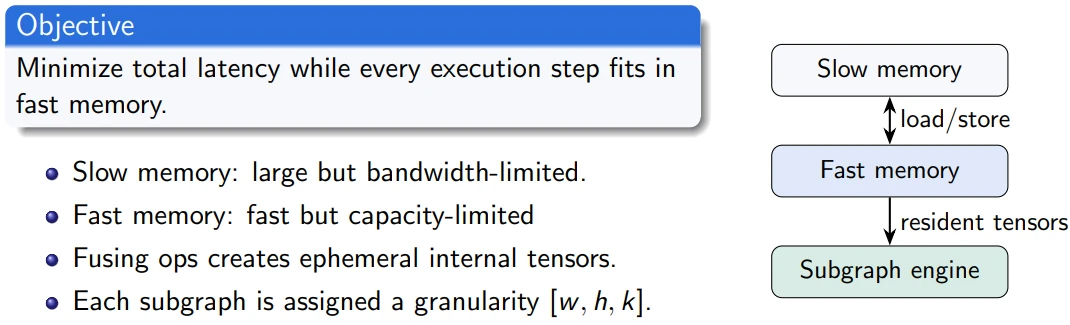 Objective
Minimize total latency while every execution step fits in
fast memory.
Slow memory: large but bandwidth-limited.
Fast memory: fast but capacity-limited
Fusing ops creates ephemeral internal tensors.
Each subgraph is assigned a granularity [w, h, k].
Slow memory
load/store
Fast memory
resident tensors
Subgraph engine